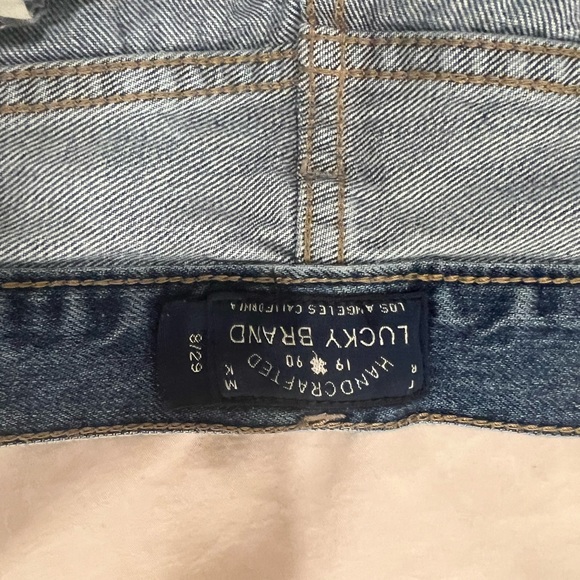 HANDCRAFTED
T M
R K
19 90
LUCKY BRAND
LOS ANGELES CALIFORNIA
8/29